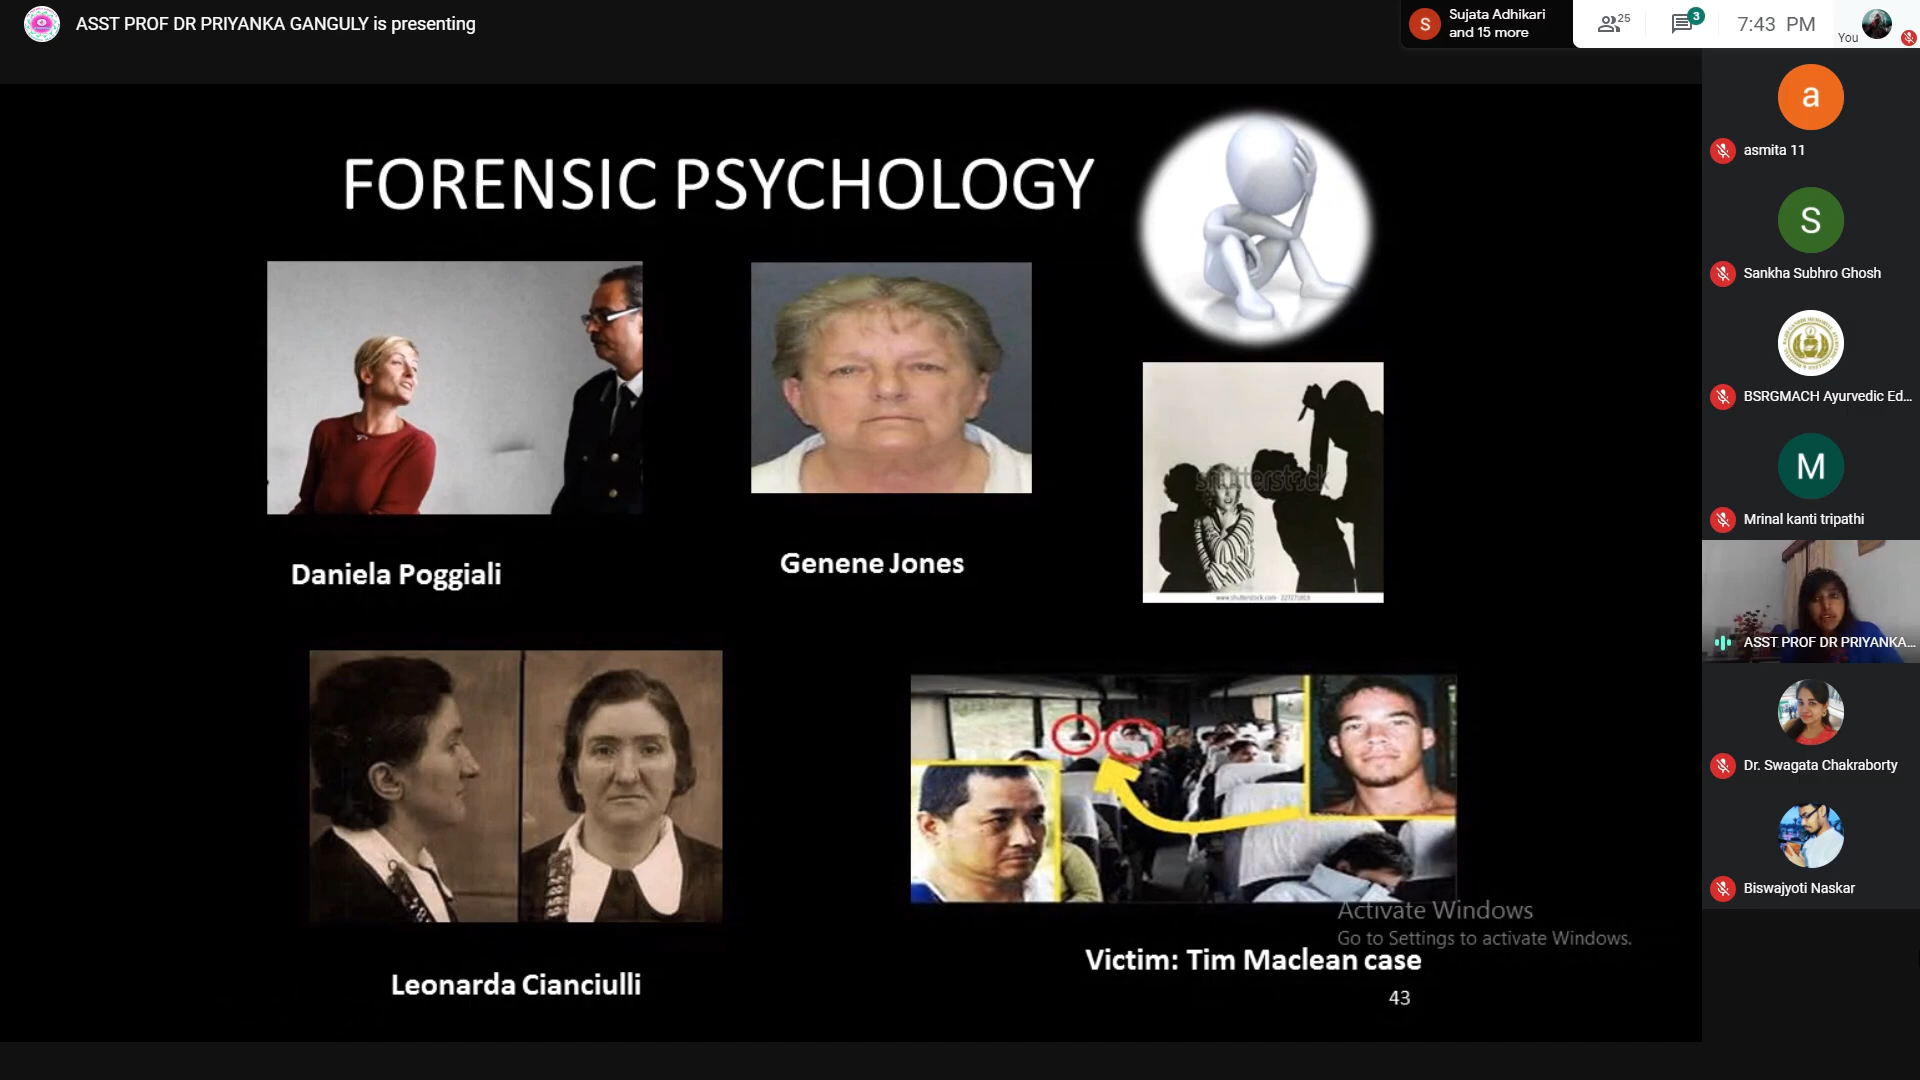 ASST PROF DR PRIYANKA GANGULY is presenting
S
Sujata Adhikari
and 15 more
25
3
7:43 PM
You
FORENSIC PSYCHOLOGY
Daniela Poggiali
Genene Jones
shutterstock
Leonarda Cianciulli
Activate Windows
Go to Settings to activate Windows.
Victim: Tim Maclean case
43
a
asmita 11
S
Sankha Subhro Ghosh
BSRGMACH Ayurvedic Ed...
M
Mrinal kanti tripathi
ASST PROF DR PRIYANKA...
Dr. Swagata Chakraborty
Biswajyoti Naskar